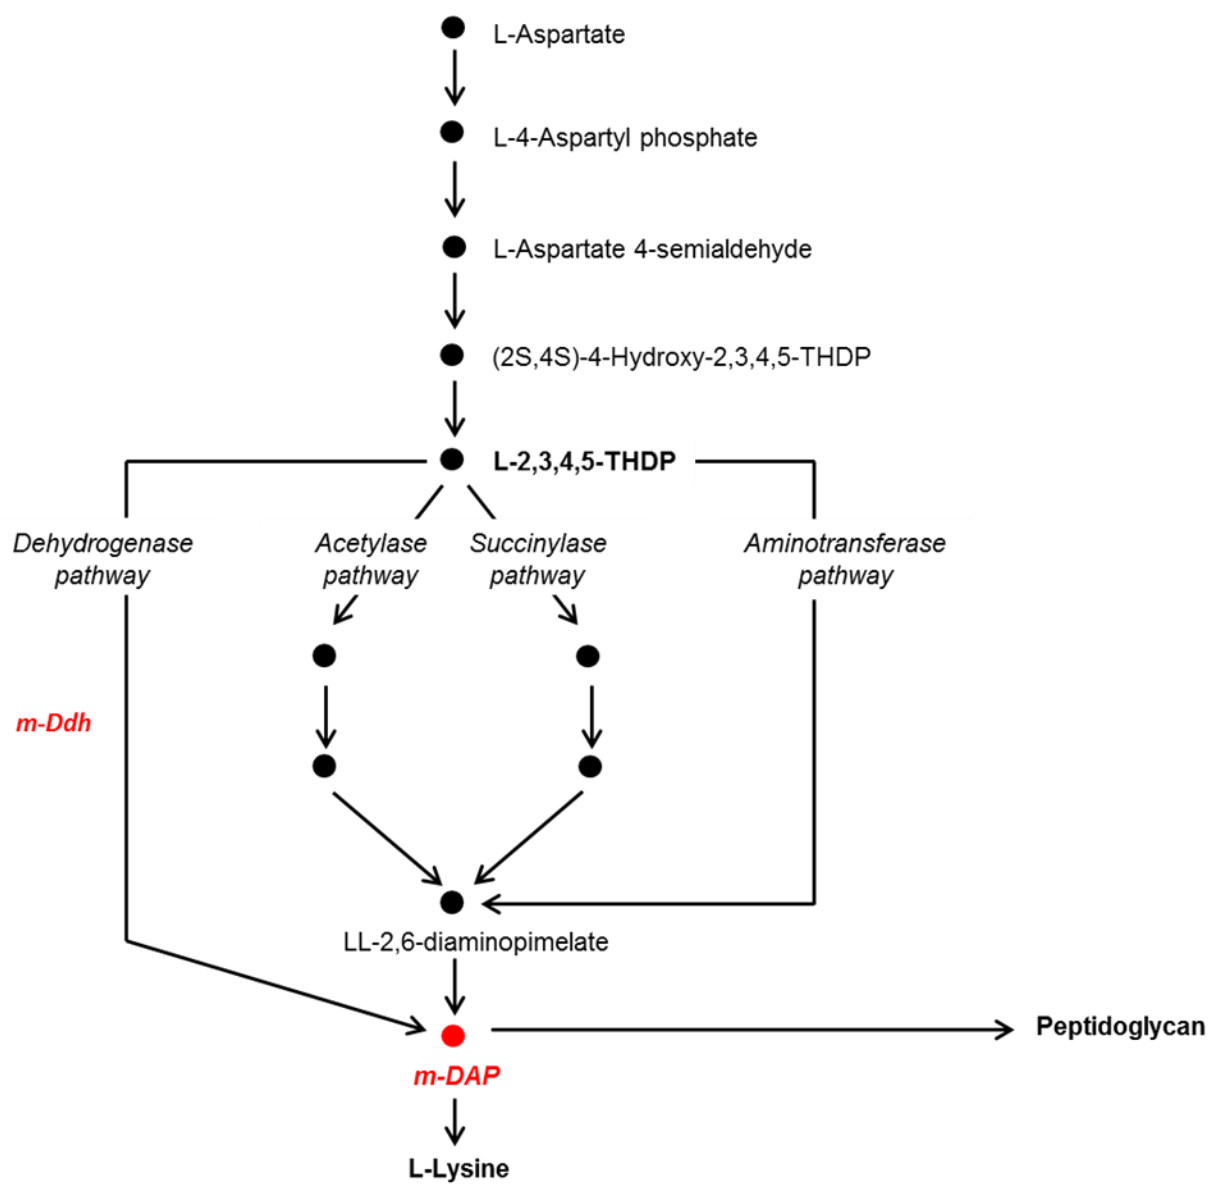 L-Aspartate
L-4-Aspartyl phosphate
L-Aspartate 4-semialdehyde
(2S,4S)-4-Hydroxy-2,3,4,5-THDP
L-2,3,4,5-THDP
Dehydrogenase
pathway
Acetylase
pathway
Succinylase
pathway
Aminotransferase
pathway
m-Ddh
LL-2,6-diaminopimelate
Peptidoglycan
m-DAP
L-Lysine